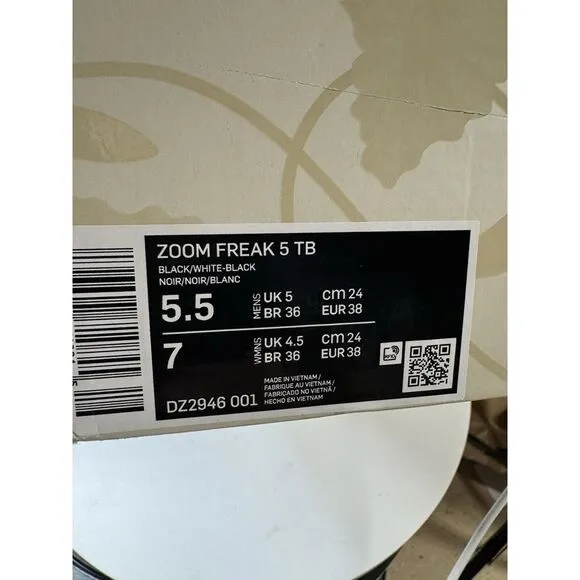 ZOOM FREAK 5 TB
BLACK/WHITE-BLACK
NOIR/NOIR/BLANC
5.5 MENS UK 5 cm 24
BR 36 EUR 38
7 WMNS UK 4.5 cm 24
BR 36 EUR 38
MADE IN VIETNAM /
FABRIQUE AU VIETNAM /
FABRICADO NO VIETNÃ /
DZ2946 001 HECHO EN VIETNAM